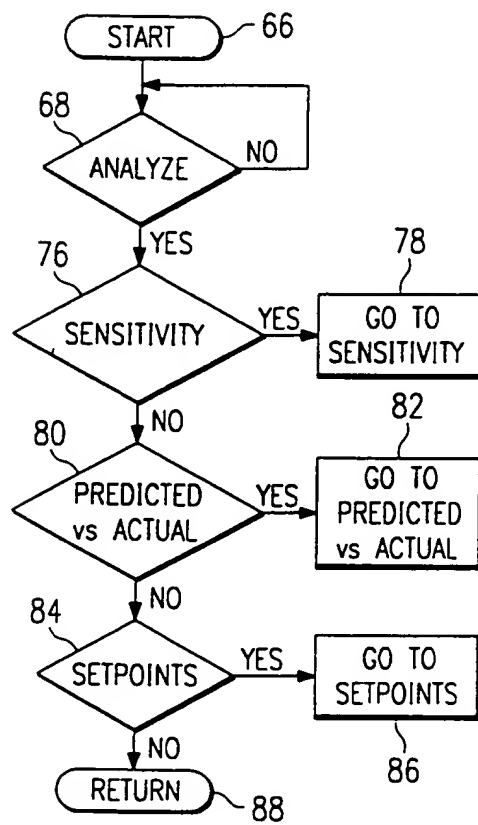 START
66
68
ANALYZE
NO
YES
76
SENSITIVITY
YES
78
GO TO
SENSITIVITY
NO
80
PREDICTED
vs ACTUAL
YES
82
GO TO
PREDICTED
vs ACTUAL
NO
84
SETPOINTS
YES
GO TO
SETPOINTS
86
NO
RETURN
88